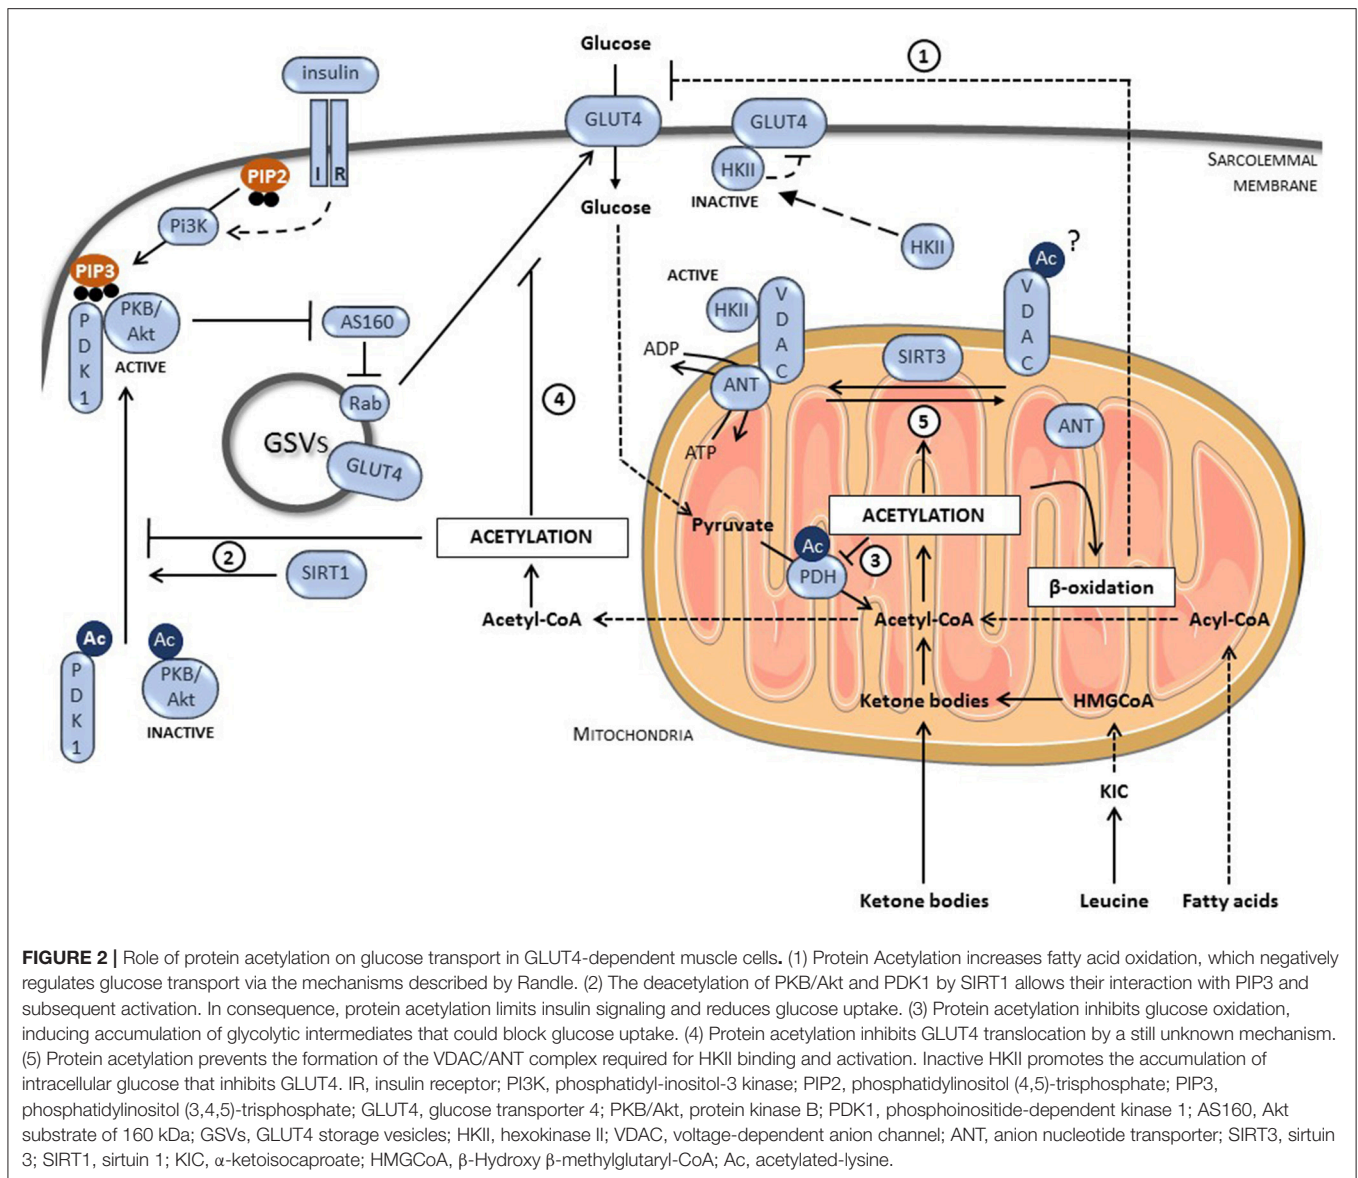 Glucose
1
insulin
GLUT4
GLUT4
I R
HKII
SARCOLEMMAL
MEMBRANE
PIP2
INACTIVE
Glucose
Pi3K
HKII
Ac ?
PIP3
ACTIVE
PKB/
Akt
HKII
V
D
A
C
V
D
A
C
P
D
K
1
AS160
ADP
SIRT3
ACTIVE
ANT
Rab
4
5
ANT
GSVs
GLUT4
ATP
Pyruvate
ACETYLATION
ACETYLATION
Ac
3
2
SIRT1
PDH
β-oxidation
Acetyl-CoA
Acetyl-CoA
Acyl-CoA
Ac
Ac
P
D
K
1
PKB/
Akt
INACTIVE
Ketone bodies
HMGCoA
MITOCHONDRIA
KIC
Ketone bodies
Leucine
Fatty acids
FIGURE 2 | Role of protein acetylation on glucose transport in GLUT4-dependent muscle cells. (1) Protein Acetylation increases fatty acid oxidation, which negatively
regulates glucose transport via the mechanisms described by Randle. (2) The deacetylation of PKB/Akt and PDK1 by SIRT1 allows their interaction with PIP3 and
subsequent activation. In consequence, protein acetylation limits insulin signaling and reduces glucose uptake. (3) Protein acetylation inhibits glucose oxidation,
inducing accumulation of glycolytic intermediates that could block glucose uptake. (4) Protein acetylation inhibits GLUT4 translocation by a still unknown mechanism.
(5) Protein acetylation prevents the formation of the VDAC/ANT complex required for HKII binding and activation. Inactive HKII promotes the accumulation of
intracellular glucose that inhibits GLUT4. IR, insulin receptor; PI3K, phosphatidyl-inositol-3 kinase; PIP2, phosphatidylinositol (4,5)-trisphosphate; PIP3,
phosphatidylinositol (3,4,5)-trisphosphate; GLUT4, glucose transporter 4; PKB/Akt, protein kinase B; PDK1, phosphoinositide-dependent kinase 1; AS160, Akt
substrate of 160 kDa; GSVs, GLUT4 storage vesicles; HKII, hexokinase II; VDAC, voltage-dependent anion channel; ANT, anion nucleotide transporter; SIRT3, sirtuin
3; SIRT1, sirtuin 1; KIC, α-ketoisocaproate; HMGCoA, β-Hydroxy β-methylglutaryl-CoA; Ac, acetylated-lysine.